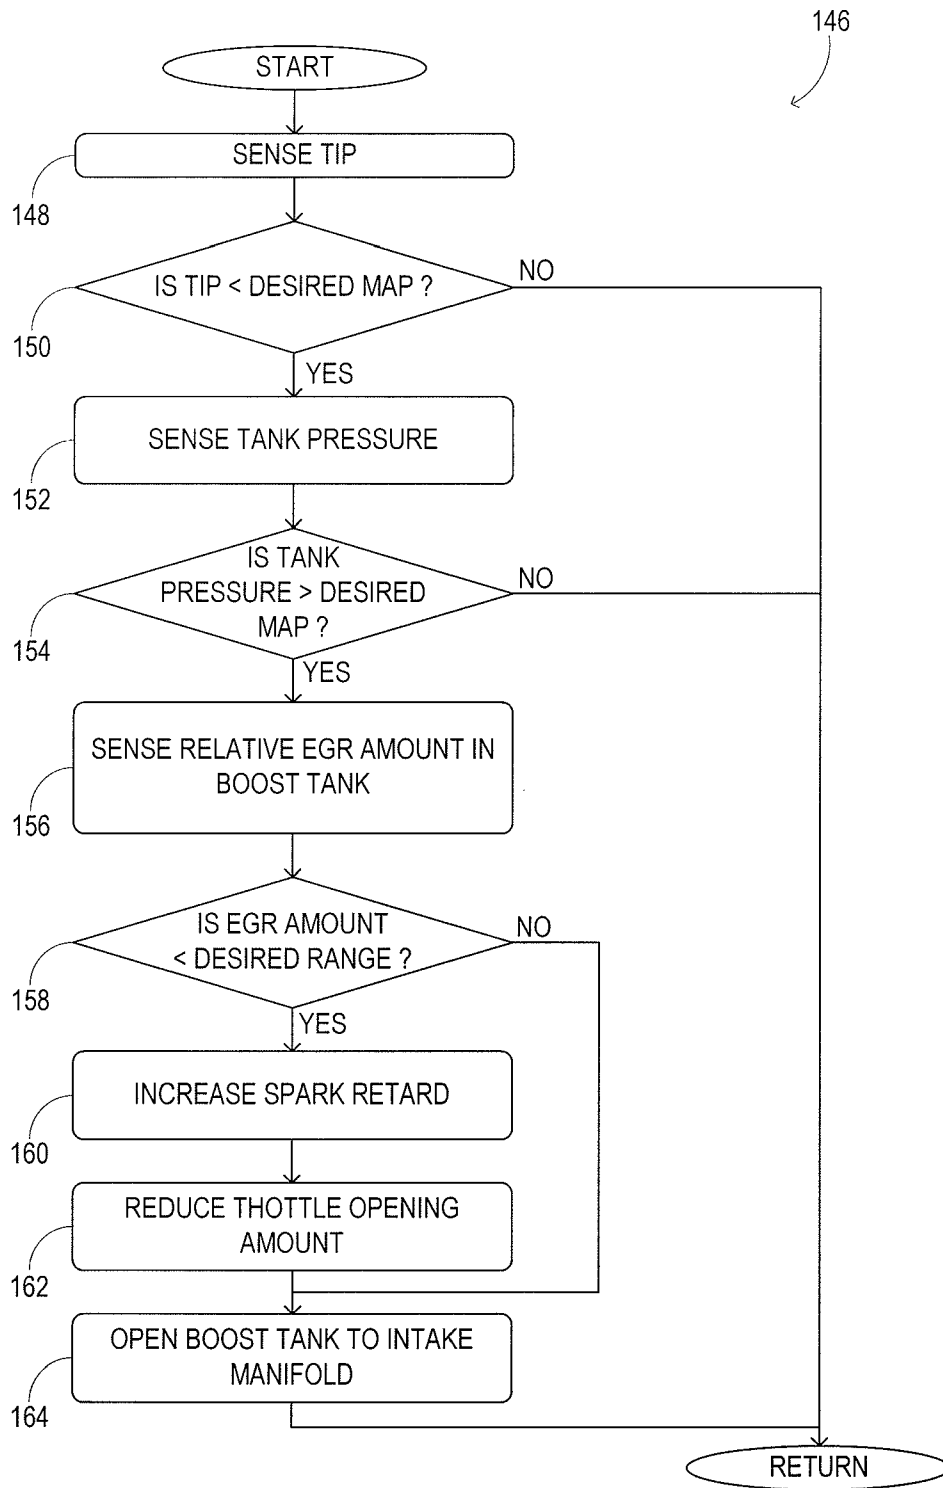 146
START
SENSE TIP
148
IS TIP < DESIRED MAP ?
NO
150
YES
SENSE TANK PRESSURE
152
IS TANK
PRESSURE > DESIRED
MAP ?
NO
154
YES
SENSE RELATIVE EGR AMOUNT IN
BOOST TANK
156
IS EGR AMOUNT
< DESIRED RANGE ?
NO
158
YES
INCREASE SPARK RETARD
160
REDUCE THOTTLE OPENING
AMOUNT
162
OPEN BOOST TANK TO INTAKE
MANIFOLD
164
RETURN